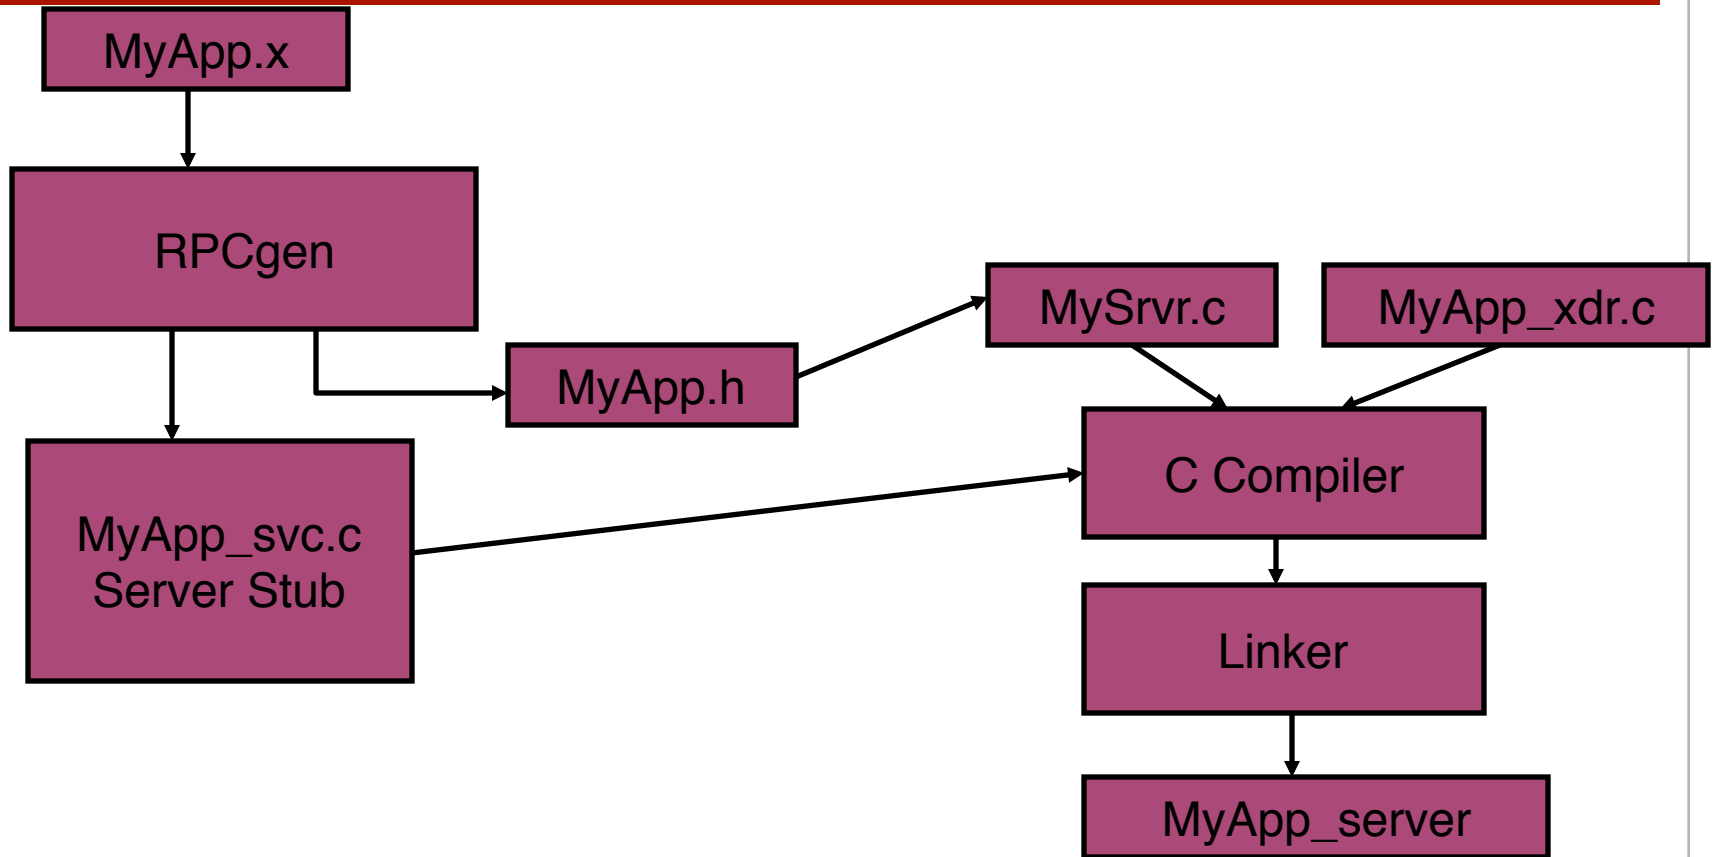 MyApp.x
RPCgen
MySrvr.c
MyApp_xdr.c
MyApp.h
C Compiler
MyApp_svc.c
Server Stub
Linker
MyApp_server